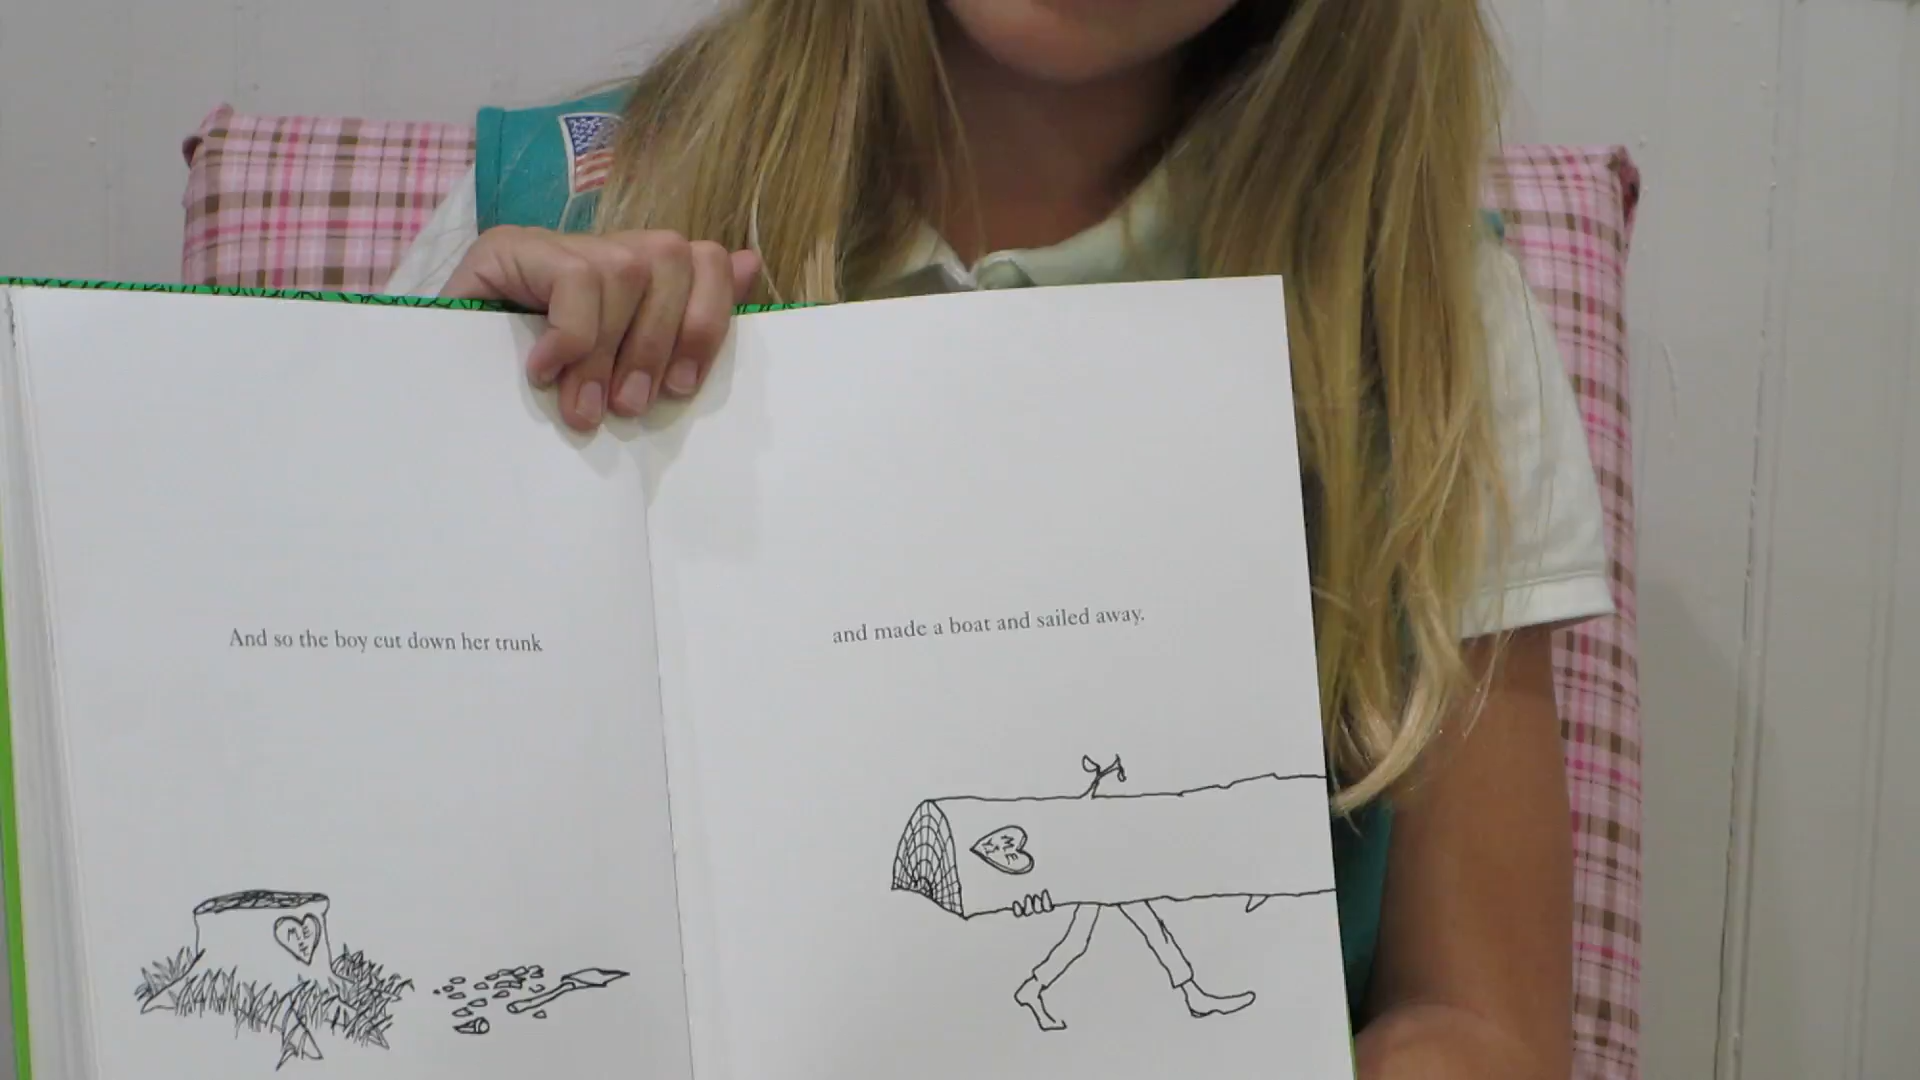 And so the boy cut down her trunk
and made a boat and sailed away.
M.E.
T.
M.E.
Y.T.